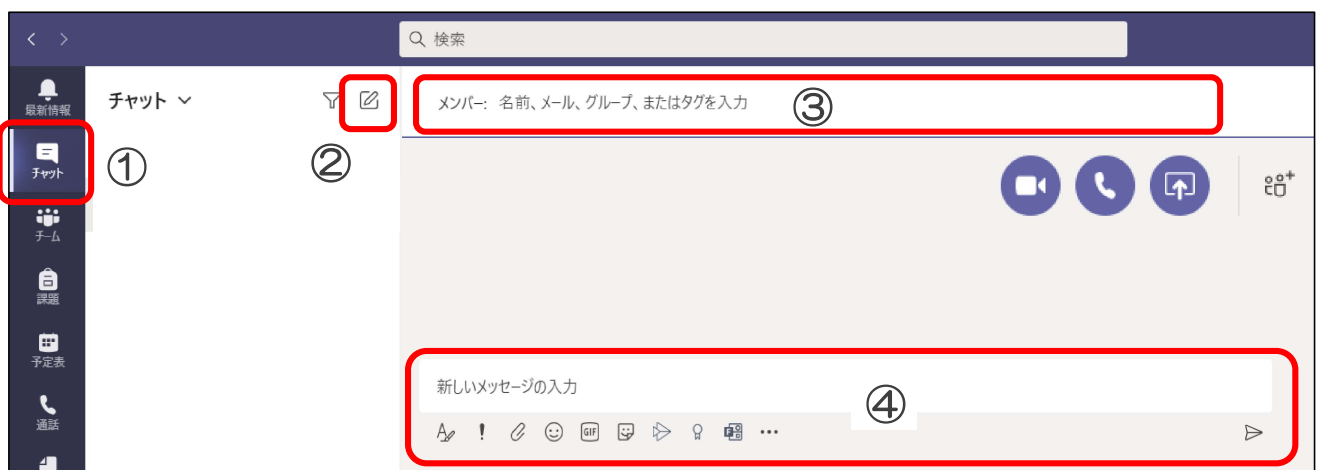 検索
最新情報
チャット
チーム
課題
予定表
通話
チャット
①
②
メンバー: 名前、メール、グループ、またはタグを入力
③
新しいメッセージの入力
④
GIF